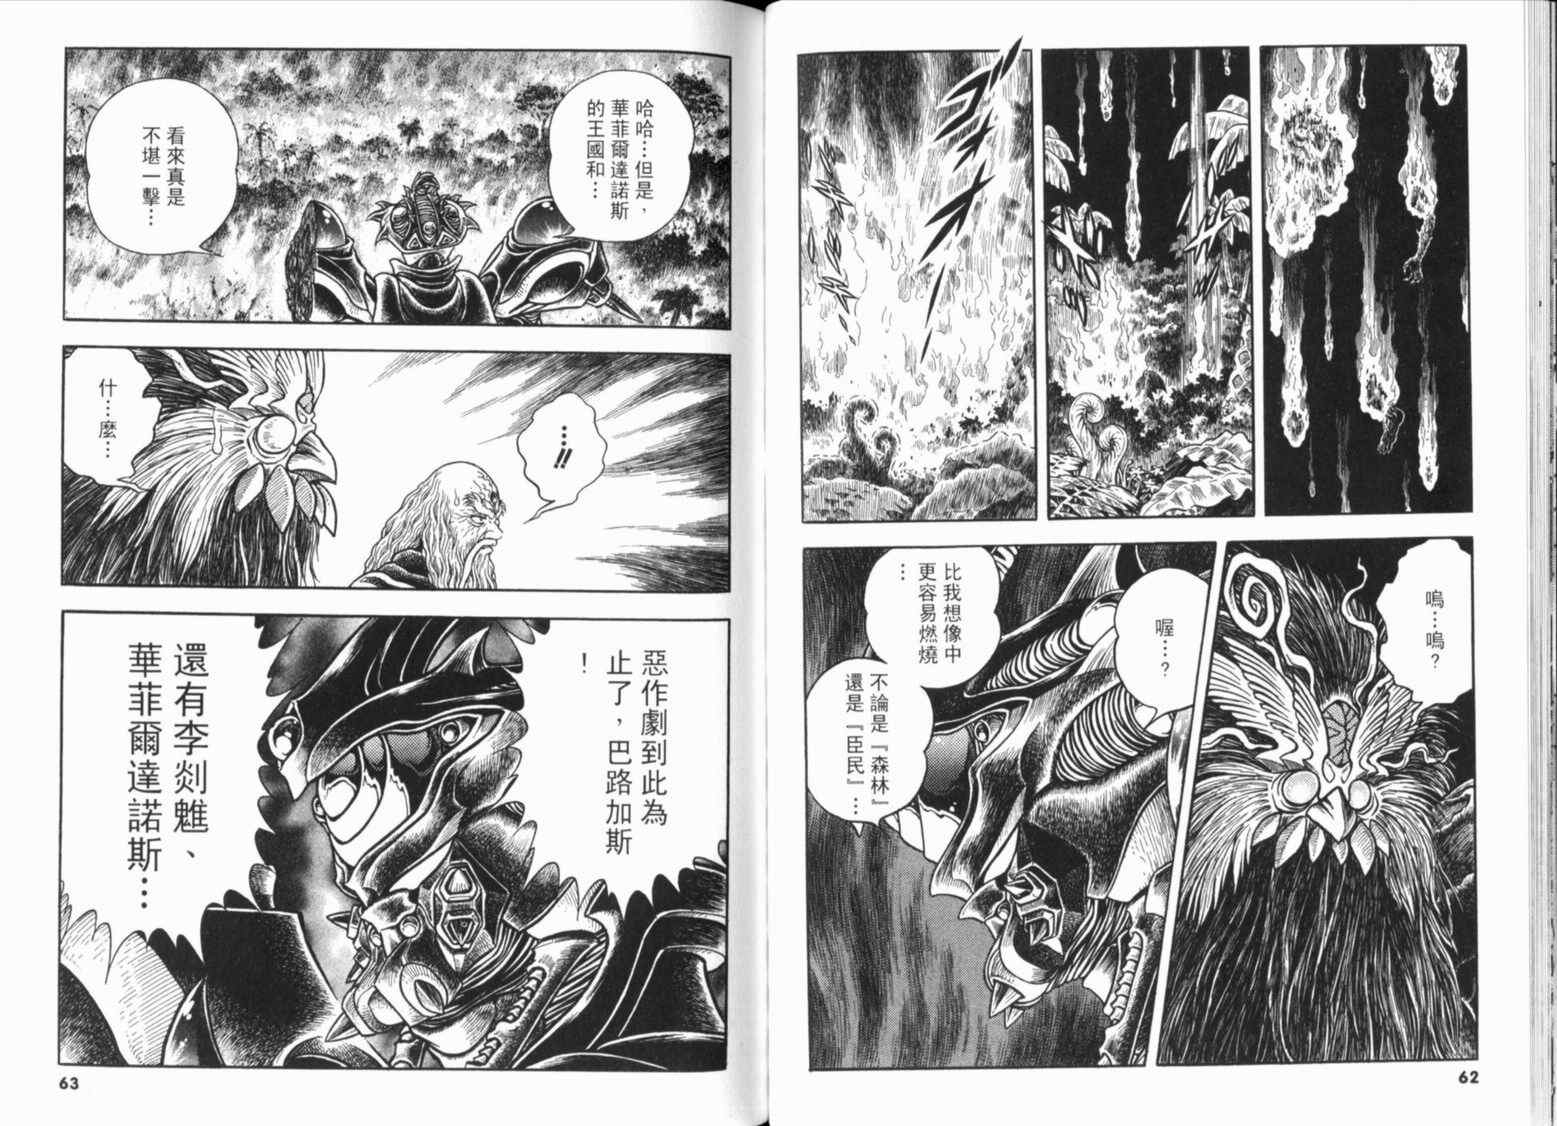 嗚…嗚?
喔…?
比我想像中
更容易燃燒
…
不論是『森林』
還是『臣民』…
62
哈哈…但是，
華菲爾達諾斯
的王國和…
看來真是
不堪一擊…
…!!
什…麼…
惡作劇到此為
止了，巴路加斯
!
還有李剡魋、
華菲爾達諾斯…
63